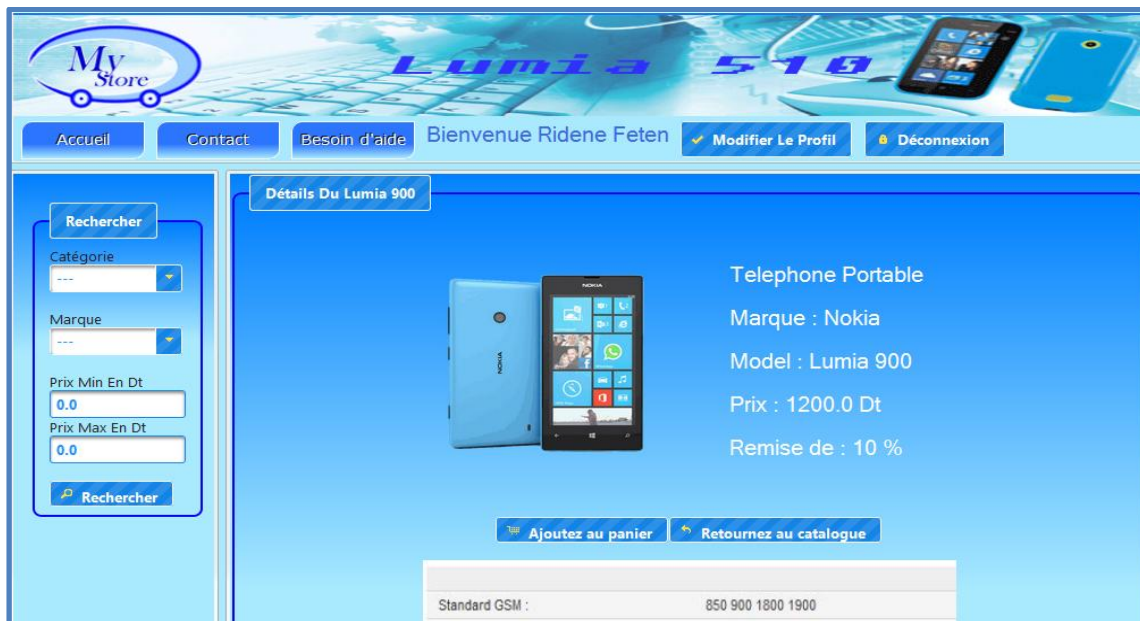 My
Store
Lumia 510
Accueil
Contact
Besoin d'aide
Bienvenue Ridene Feten
Modifier Le Profil
Déconnexion
Rechercher
Catégorie
---
Marque
---
Prix Min En Dt
0.0
Prix Max En Dt
0.0
Rechercher
Détails Du Lumia 900
NOKIA
NOKIA
Telephone Portable
Marque : Nokia
Model : Lumia 900
Prix : 1200.0 Dt
Remise de : 10 %
Ajoutez au panier
Retournez au catalogue
Standard GSM : 850 900 1800 1900